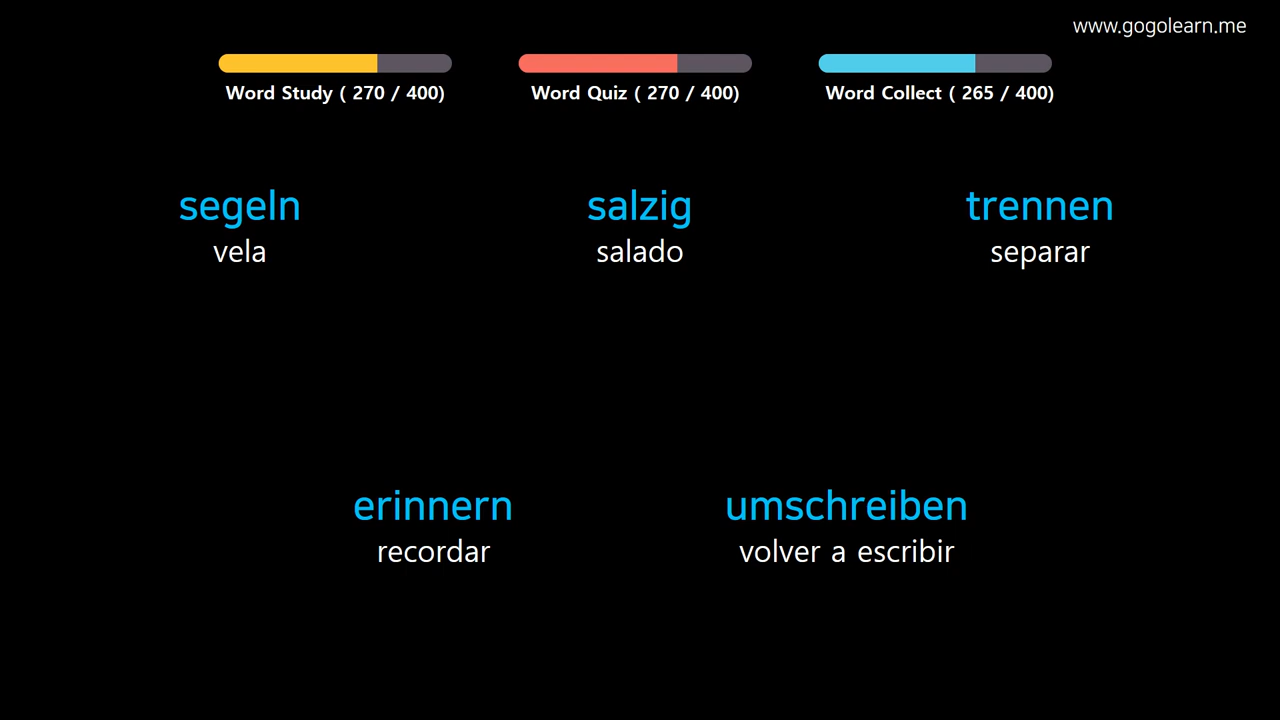 www.gogolearn.me
Word Study ( 270 / 400)
Word Quiz ( 270 / 400)
Word Collect ( 265 / 400)
segeln
vela
salzig
salado
trennen
separar
erinnern
recordar
umschreiben
volver a escribir